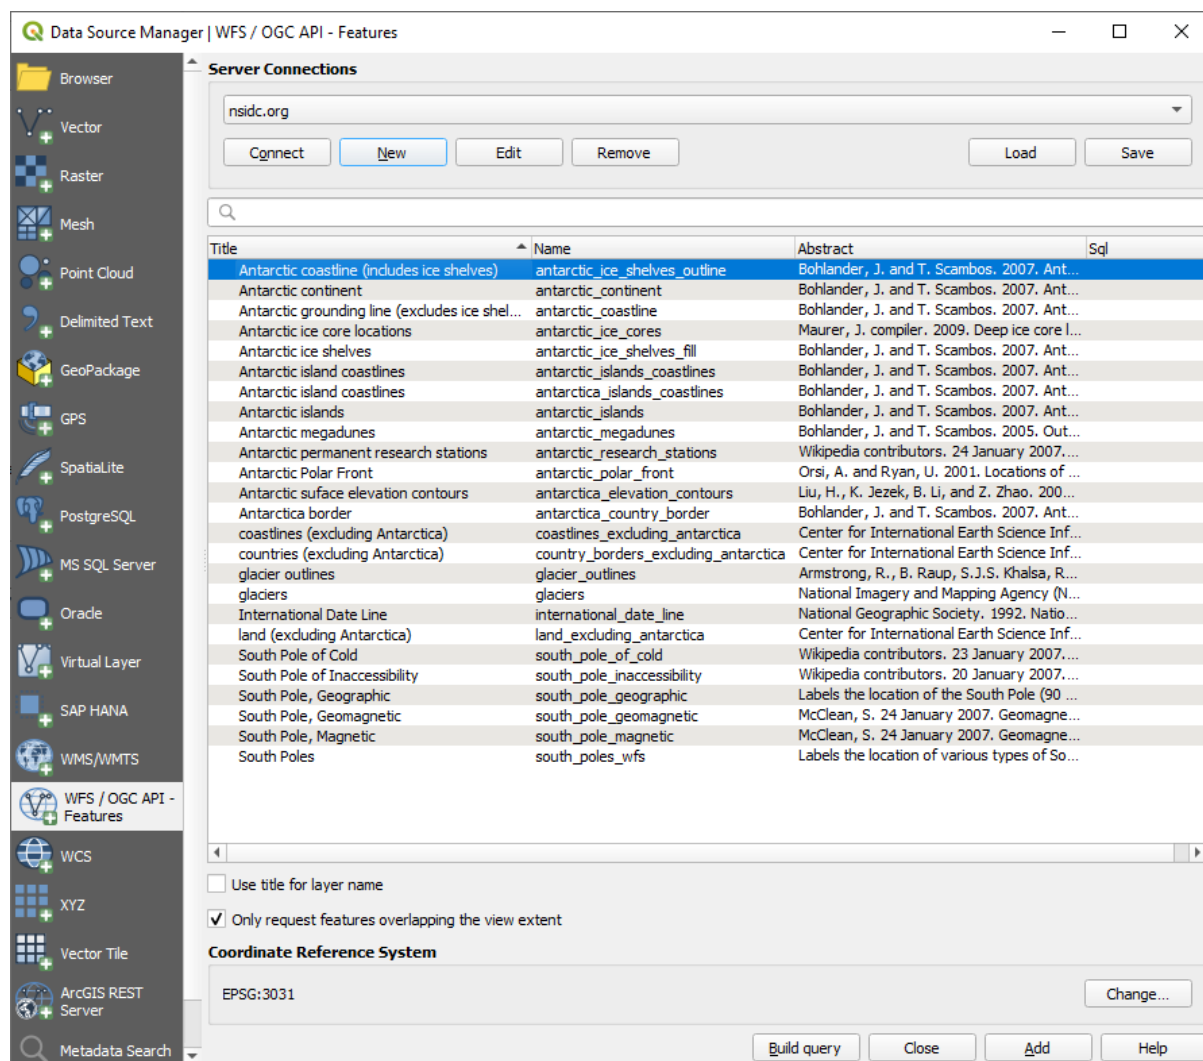 Data Source Manager | WFS / OGC API - Features
Browser
Vector
Raster
Mesh
Point Cloud
Delimited Text
GeoPackage
GPS
SpatiaLite
PostgreSQL
MS SQL Server
Oracle
Virtual Layer
SAP HANA
WMS/WMTS
WFS / OGC API -
Features
WCS
XYZ
Vector Tile
ArcGIS REST
Server
Metadata Search
Server Connections
nsidc.org
Connect New Edit Remove Load Save
Title Name Abstract Sql
Antarctic coastline (includes ice shelves) antarctic_ice_shelves_outline Bohlander, J. and T. Scambos. 2007. Ant...
Antarctic continent antarctic_continent Bohlander, J. and T. Scambos. 2007. Ant...
Antarctic grounding line (excludes ice shel... antarctic_coastline Bohlander, J. and T. Scambos. 2007. Ant...
Antarctic ice core locations antarctic_ice_cores Maurer, J. compiler. 2009. Deep ice core l...
Antarctic ice shelves antarctic_ice_shelves_fill Bohlander, J. and T. Scambos. 2007. Ant...
Antarctic island coastlines antarctic_islands_coastlines Bohlander, J. and T. Scambos. 2007. Ant...
Antarctic island coastlines antarctica_islands_coastlines Bohlander, J. and T. Scambos. 2007. Ant...
Antarctic islands antarctic_islands Bohlander, J. and T. Scambos. 2007. Ant...
Antarctic megadunes antarctic_megadunes Bohlander, J. and T. Scambos. 2005. Out...
Antarctic permanent research stations antarctic_research_stations Wikipedia contributors. 24 January 2007....
Antarctic Polar Front antarctic_polar_front Orsi, A. and Ryan, U. 2001. Locations of ...
Antarctic suface elevation contours antarctica_elevation_contours Liu, H., K. Jezek, B. Li, and Z. Zhao. 200...
Antarctica border antarctica_country_border Bohlander, J. and T. Scambos. 2007. Ant...
coastlines (excluding Antarctica) coastlines_excluding_antarctica Center for International Earth Science Inf...
countries (excluding Antarctica) country_borders_excluding_antarctica Center for International Earth Science Inf...
glacier outlines glacier_outlines Armstrong, R., B. Raup, S.J.S. Khalsa, R...
glaciers glaciers National Imagery and Mapping Agency (N...
International Date Line international_date_line National Geographic Society. 1992. Natio...
land (excluding Antarctica) land_excluding_antarctica Center for International Earth Science Inf...
South Pole of Cold south_pole_of_cold Wikipedia contributors. 23 January 2007....
South Pole of Inaccessibility south_pole_inaccessibility Wikipedia contributors. 20 January 2007....
South Pole, Geographic south_pole_geographic Labels the location of the South Pole (90 ...
South Pole, Geomagnetic south_pole_geomagnetic McClean, S. 24 January 2007. Geomagne...
South Pole, Magnetic south_pole_magnetic McClean, S. 24 January 2007. Geomagne...
South Poles south_poles_wfs Labels the location of various types of So...
Use title for layer name
Only request features overlapping the view extent
Coordinate Reference System
EPSG:3031 Change...
Build query Close Add Help